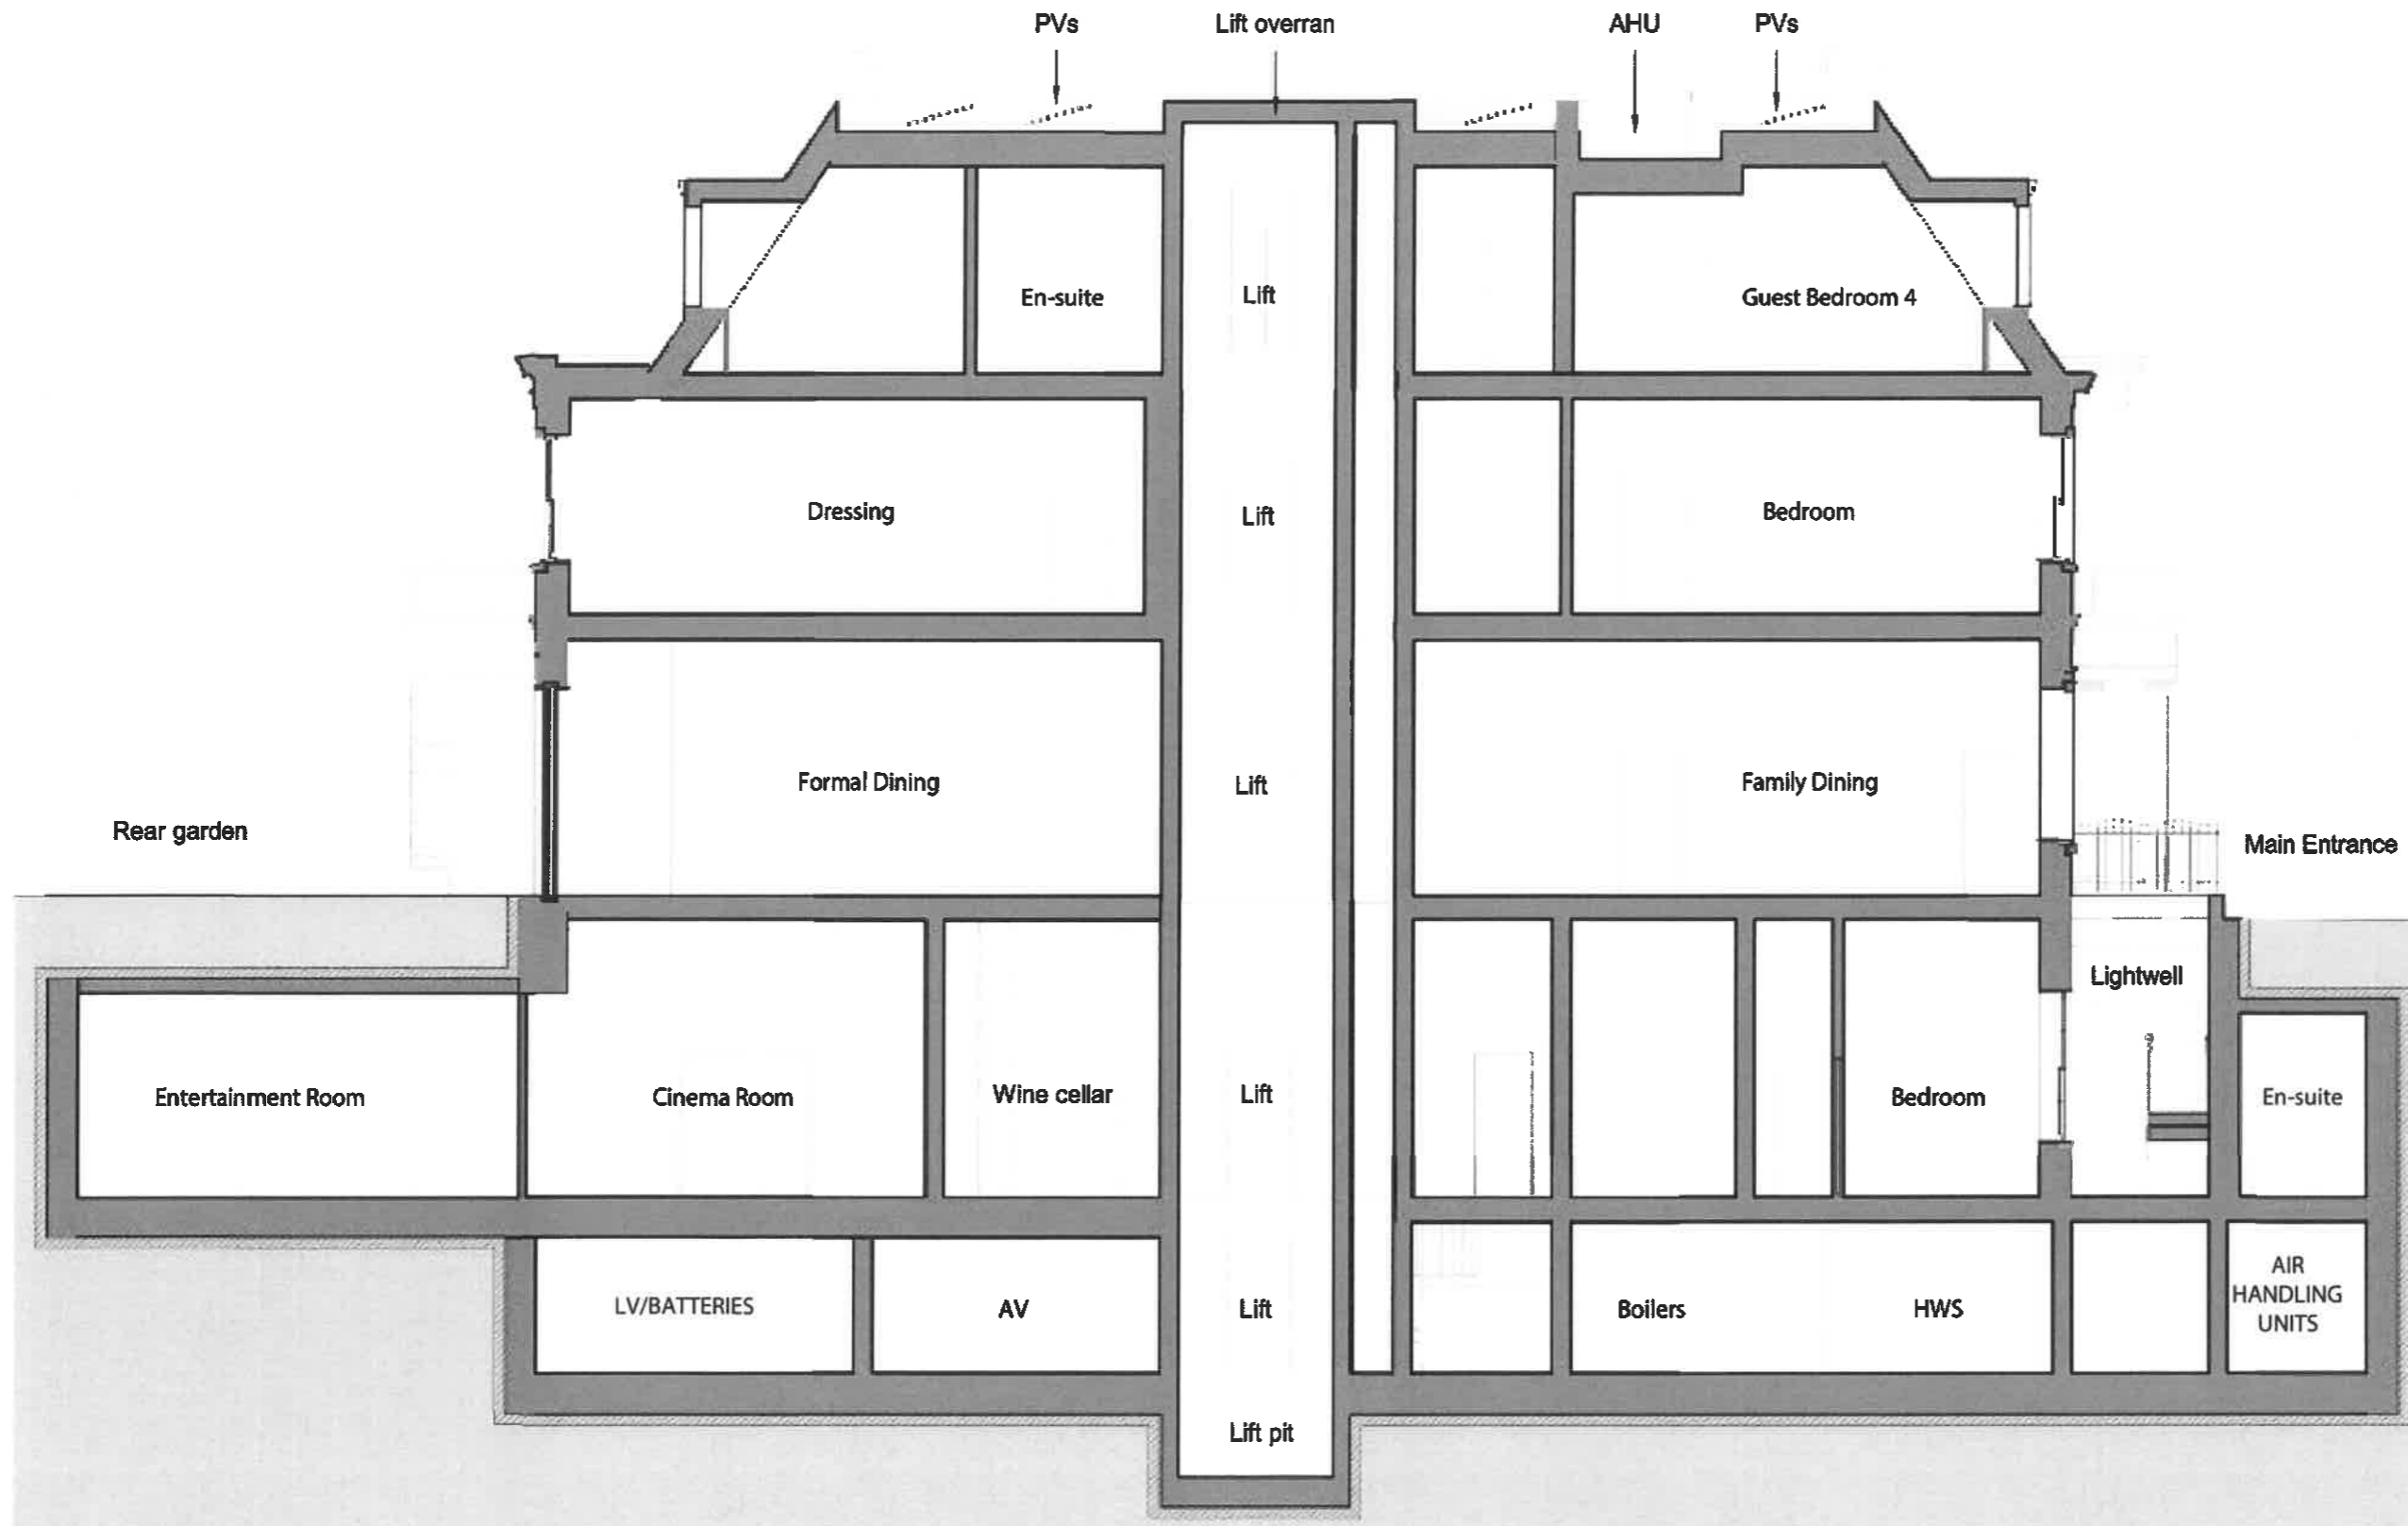 PVs
Lift overran
AHU
PVs
En-suite
Lift
Guest Bedroom 4
Dressing
Lift
Bedroom
Formal Dining
Lift
Family Dining
Rear garden
Main Entrance
Lightwell
Entertainment Room
Cinema Room
Wine cellar
Lift
Bedroom
En-suite
LV/BATTERIES
AV
Lift
Boilers
HWS
AIR
HANDLING
UNITS
Lift pit